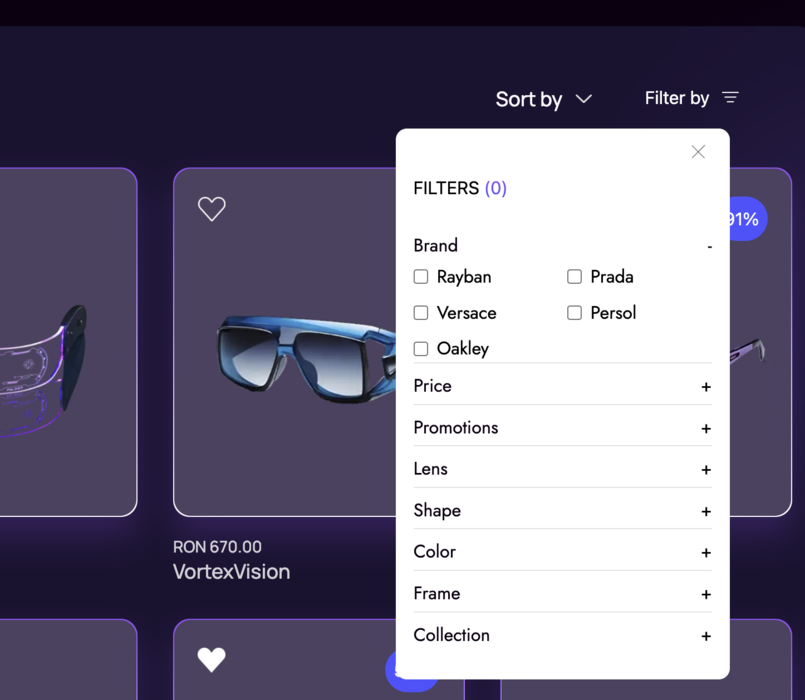 Sort by
Filter by
FILTERS (0)
91%
Brand -
Rayban Prada
Versace Persol
Oakley
Price +
Promotions +
Lens +
Shape +
Color +
Frame +
Collection +
RON 670.00
VortexVision